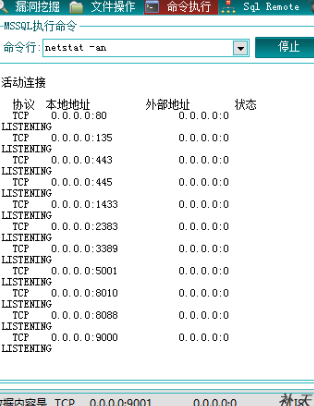 漏洞挖掘 文件操作 命令执行 Sql Remote
MSSQL执行命令
命令行: netstat -an 停止
活动连接
协议 本地地址 外部地址 状态
TCP 0.0.0.0:80 0.0.0.0:0
LISTENING
TCP 0.0.0.0:135 0.0.0.0:0
LISTENING
TCP 0.0.0.0:443 0.0.0.0:0
LISTENING
TCP 0.0.0.0:445 0.0.0.0:0
LISTENING
TCP 0.0.0.0:1433 0.0.0.0:0
LISTENING
TCP 0.0.0.0:2383 0.0.0.0:0
LISTENING
TCP 0.0.0.0:3389 0.0.0.0:0
LISTENING
TCP 0.0.0.0:5001 0.0.0.0:0
LISTENING
TCP 0.0.0.0:8010 0.0.0.0:0
LISTENING
TCP 0.0.0.0:8088 0.0.0.0:0
LISTENING
TCP 0.0.0.0:9000 0.0.0.0:0
LISTENING
数据内容是 TCP 0.0.0.0:9001 0.0.0.0:0